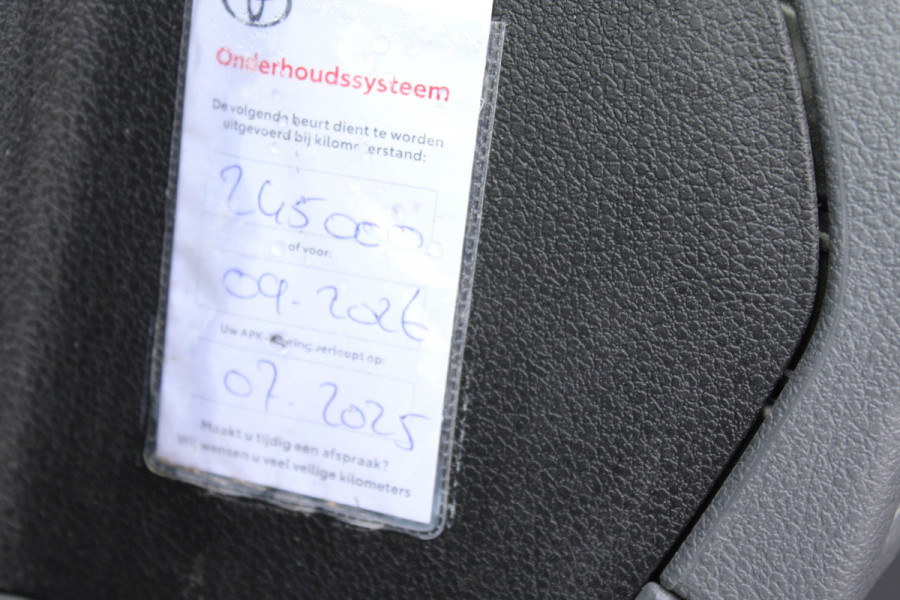 Onderhoudssysteem
De volgende beurt dient te worden
uitgevoerd bij kilometerstand:
245000
of voor:
09-2026
Uw APK-keuring verloopt op:
07-2025
Maakt u tijdig een afspraak?
Wij wensen u veel veilige kilometers